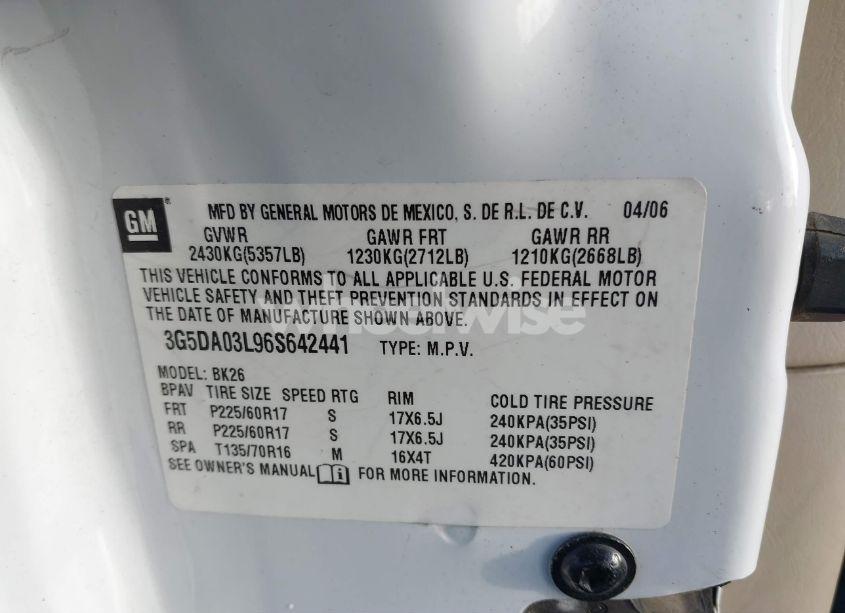 GM
MFD BY GENERAL MOTORS DE MEXICO, S. DE R.L. DE C.V. 04/06
GVWR GAWR FRT GAWR RR
2430KG(5357LB) 1230KG(2712LB) 1210KG(2668LB)
THIS VEHICLE CONFORMS TO ALL APPLICABLE U.S. FEDERAL MOTOR
VEHICLE SAFETY AND THEFT PREVENTION STANDARDS IN EFFECT ON
THE DATE OF MANUFACTURE SHOWN ABOVE.
wheelwise
3G5DA03L96S642441 TYPE: M.P.V.
MODEL: BK26
BPAV TIRE SIZE SPEED RTG RIM COLD TIRE PRESSURE
FRT P225/60R17 S 17X6.5J 240KPA(35PSI)
RR P225/60R17 S 17X6.5J 240KPA(35PSI)
SPA T135/70R16 M 16X4T 420KPA(60PSI)
SEE OWNER'S MANUAL FOR MORE INFORMATION.